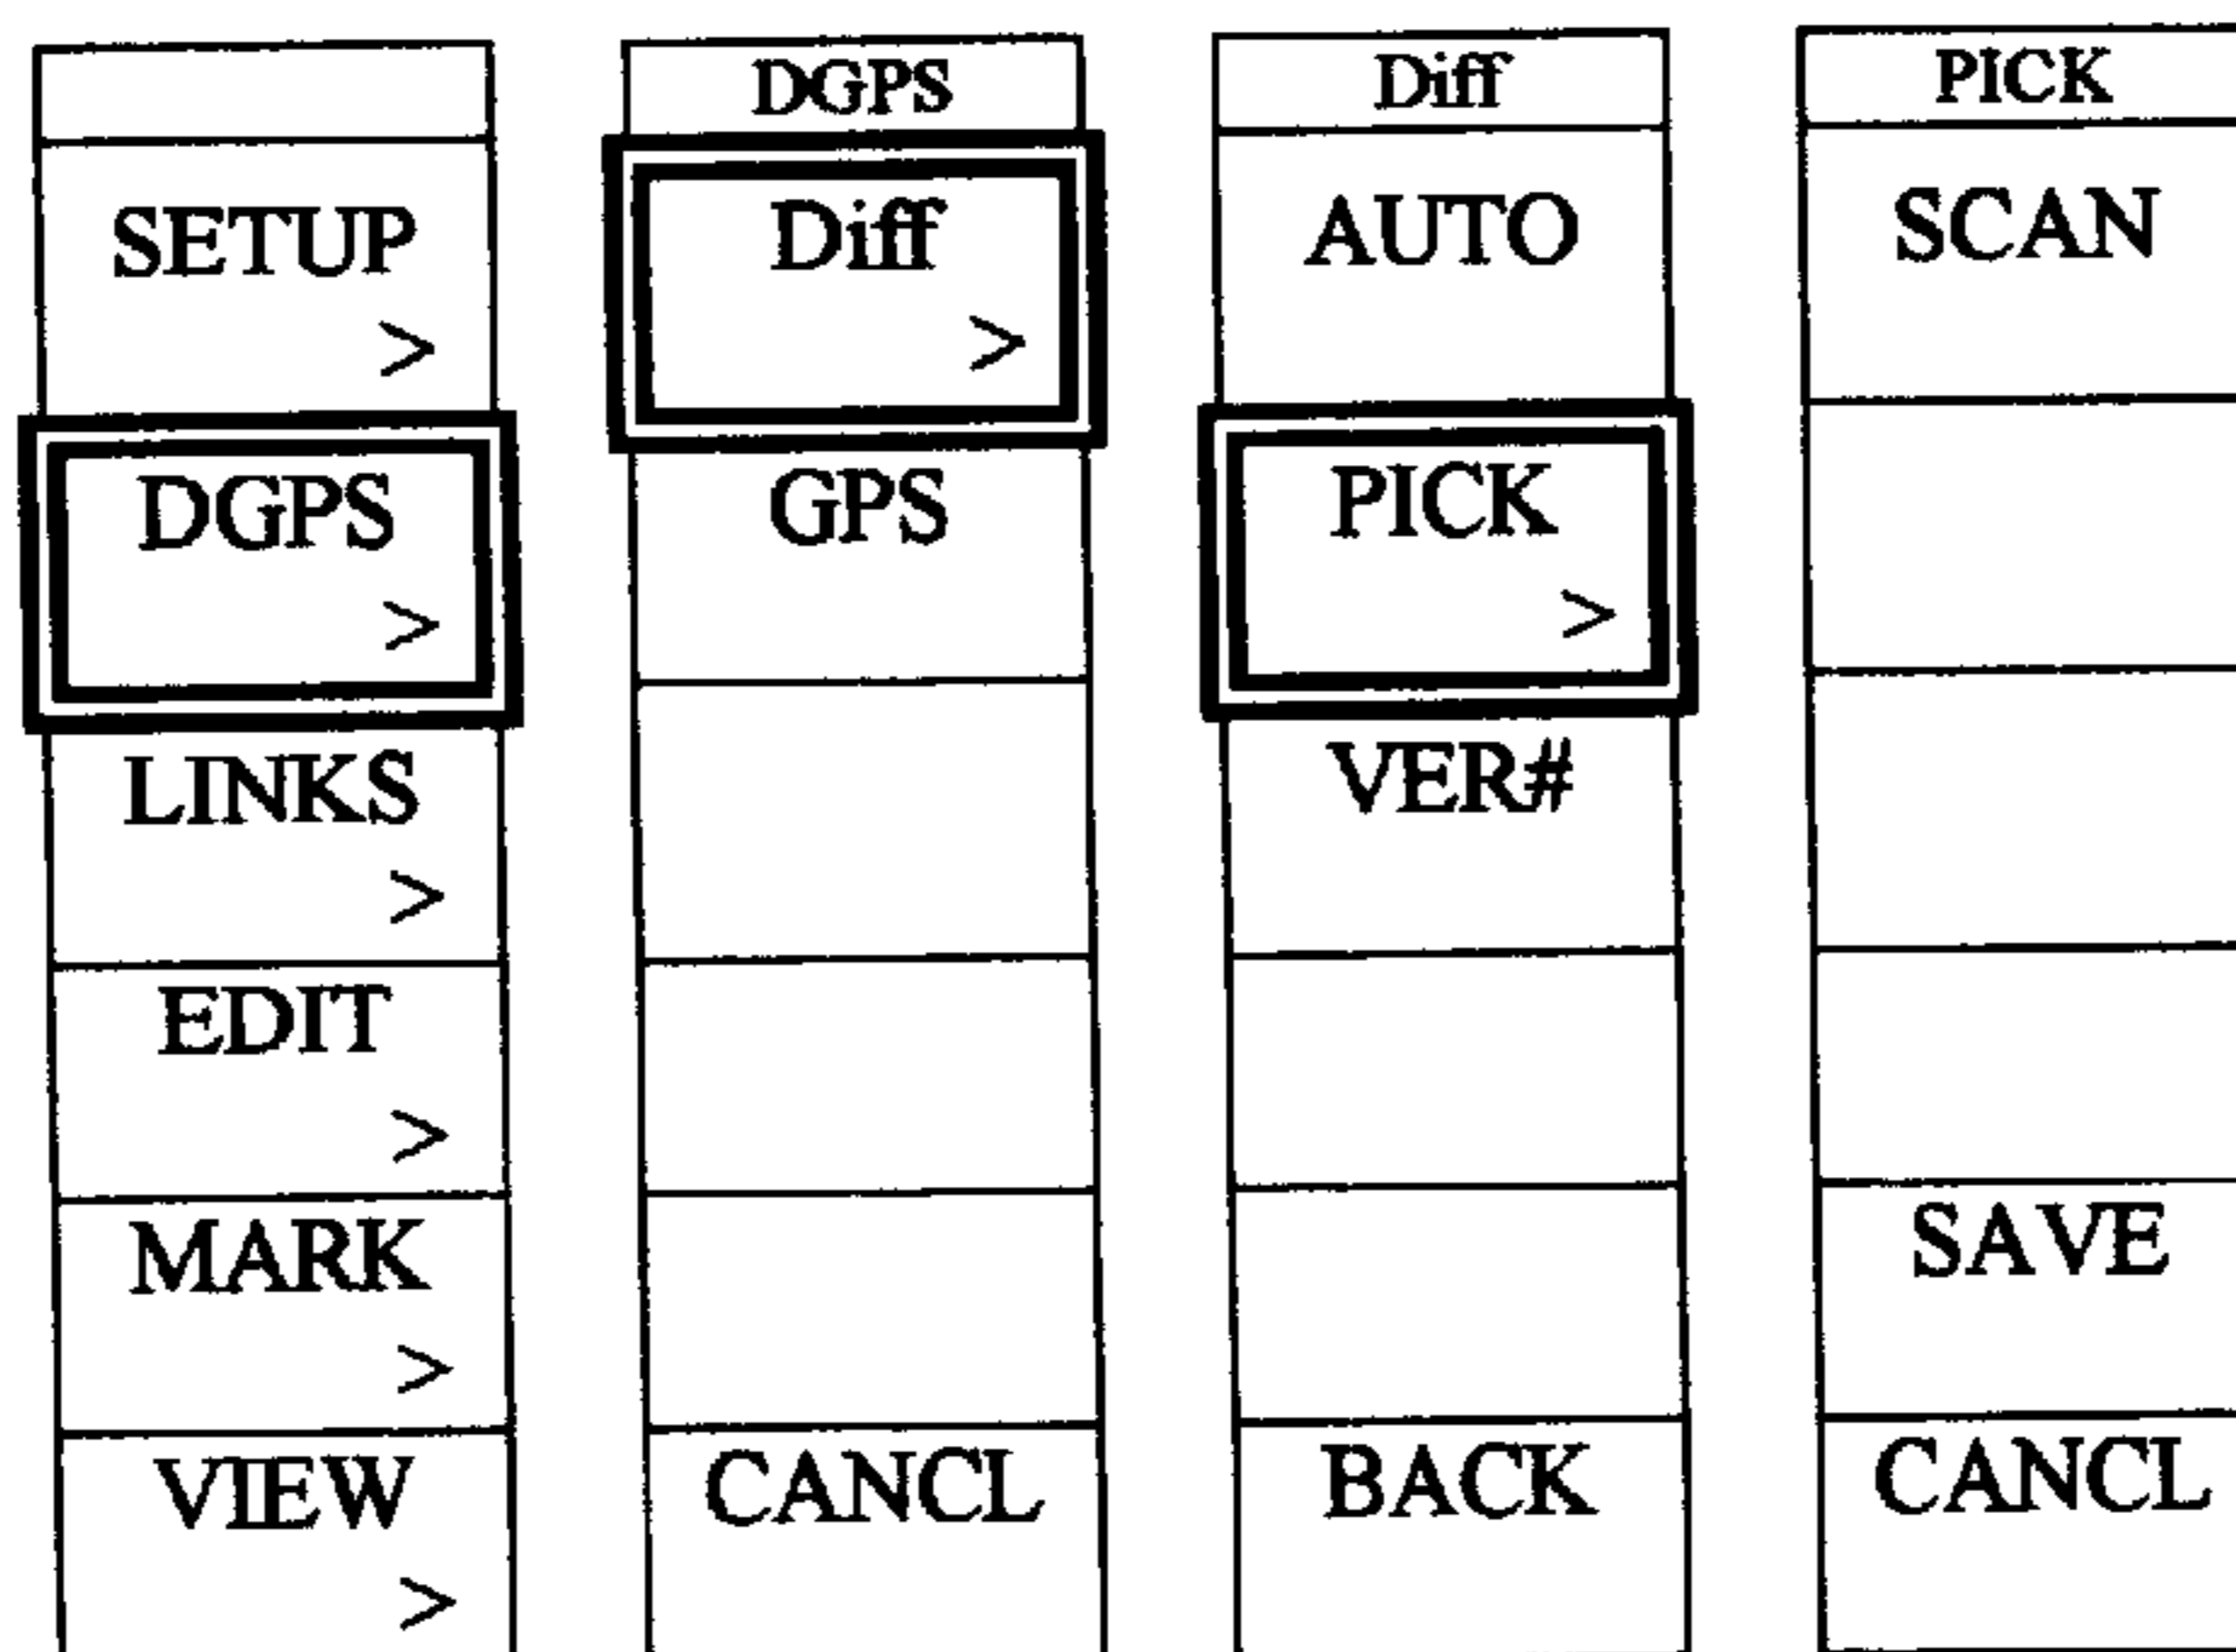 SETUP
>
DGPS
>
LINKS
>
EDIT
>
MARK
>
VIEW
>
DGPS
Diff
>
GPS
CANCL
Diff
AUTO
PICK
>
VER#
BACK
PICK
SCAN
SAVE
CANCL